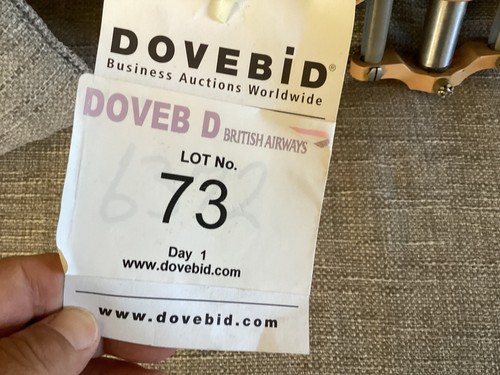 DOVEBiD®
Business Auctions Worldwide
DOVEB D BRITISH AIRWAYS
LOT No.
73
Day 1
www.dovebid.com
www.dovebid.com